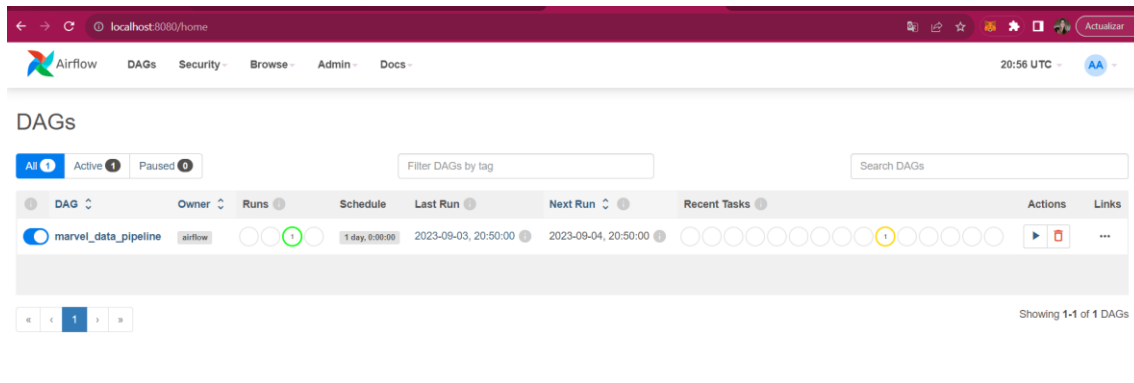 localhost:8080/home
Actualizar
Airflow DAGs Security Browse Admin Docs 20:56 UTC AA
DAGs
All 1 Active 1 Paused 0 Filter DAGs by tag Search DAGs
DAG Owner Runs Schedule Last Run Next Run Recent Tasks Actions Links
marvel_data_pipeline airflow 1 1 day, 0:00:00 2023-09-03, 20:50:00 2023-09-04, 20:50:00 1 ...
« ‹ 1 › » Showing 1-1 of 1 DAGs